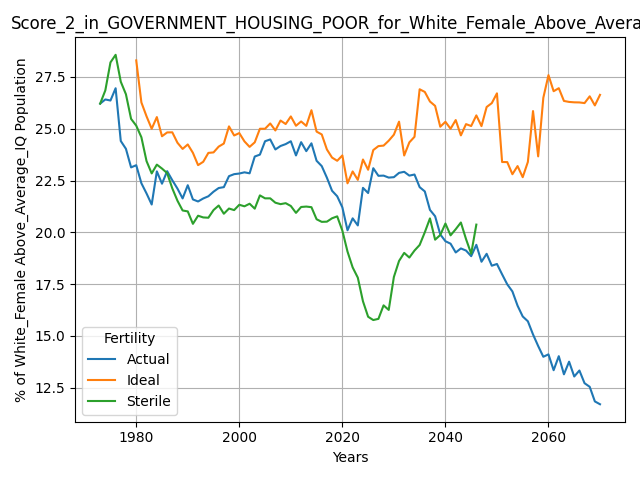 Score_2_in_GOVERNMENT_HOUSING_POOR_for_White_Female_Above_Avera
% of White_Female Above_Average_IQ Population
27.5
25.0
22.5
20.0
17.5
15.0
12.5
Fertility
Actual
Ideal
Sterile
1980 2000 2020 2040 2060
Years